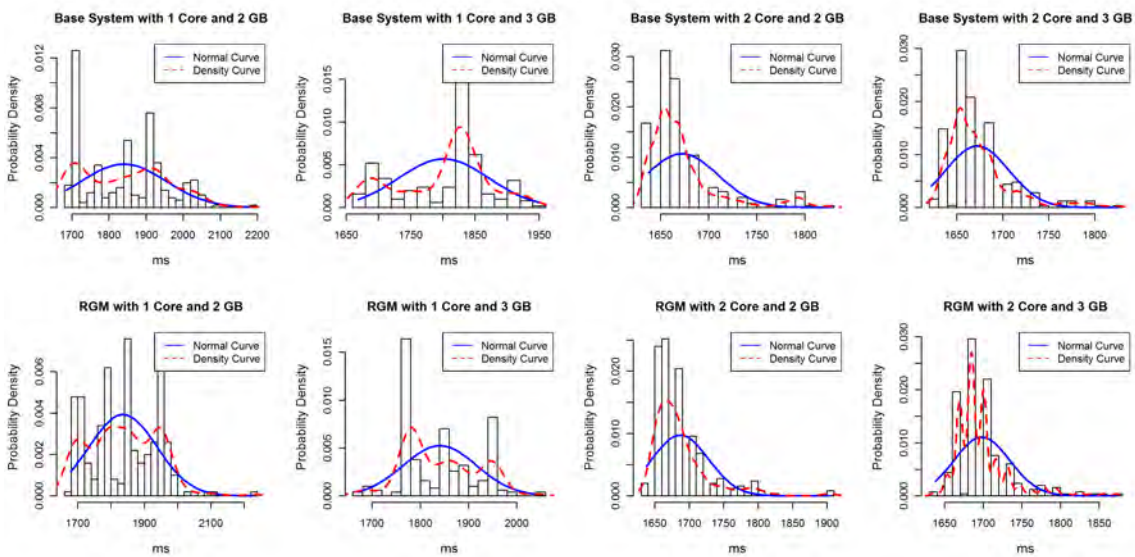 Base System with 1 Core and 2 GB
Normal Curve
Density Curve
Probability Density
0.000 0.004 0.008 0.012
1700 1800 1900 2000 2100 2200
ms
Base System with 1 Core and 3 GB
Normal Curve
Density Curve
Probability Density
0.000 0.005 0.010 0.015
1650 1750 1850 1950
ms
Base System with 2 Core and 2 GB
Normal Curve
Density Curve
Probability Density
0.000 0.010 0.020 0.030
1650 1700 1750 1800
ms
Base System with 2 Core and 3 GB
Normal Curve
Density Curve
Probability Density
0.000 0.010 0.020 0.030
1650 1700 1750 1800
ms
RGM with 1 Core and 2 GB
Normal Curve
Density Curve
Probability Density
0.000 0.002 0.004 0.006
1700 1900 2100
ms
RGM with 1 Core and 3 GB
Normal Curve
Density Curve
Probability Density
0.000 0.005 0.010 0.015
1700 1800 1900 2000
ms
RGM with 2 Core and 2 GB
Normal Curve
Density Curve
Probability Density
0.000 0.010 0.020
1650 1700 1750 1800 1850 1900
ms
RGM with 2 Core and 3 GB
Normal Curve
Density Curve
Probability Density
0.000 0.010 0.020 0.030
1650 1700 1750 1800 1850
ms